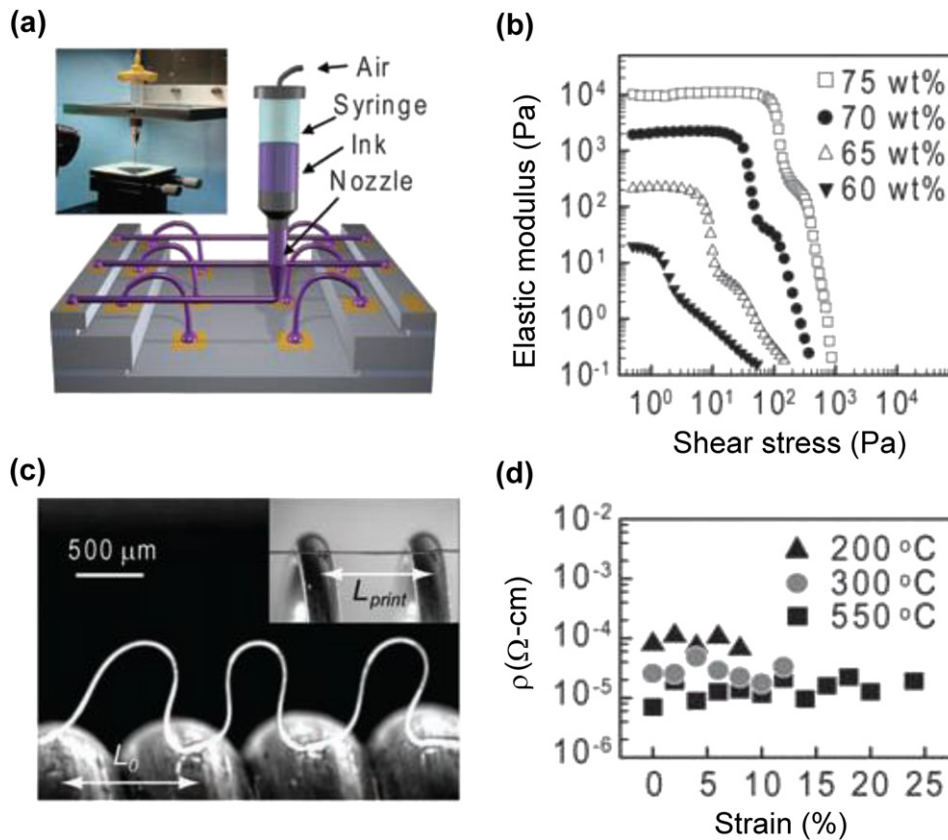 (a)
Air
Syringe
Ink
Nozzle
(b)
Elastic modulus (Pa)
10⁴
10³
10²
10¹
10⁰
10⁻¹
75 wt%
70 wt%
65 wt%
60 wt%
10⁰ 10¹ 10² 10³ 10⁴
Shear stress (Pa)
(c)
500 µm
L_print
L₀
(d)
ρ(Ω-cm)
10⁻²
10⁻³
10⁻⁴
10⁻⁵
10⁻⁶
200 °C
300 °C
550 °C
0 5 10 15 20 25
Strain (%)